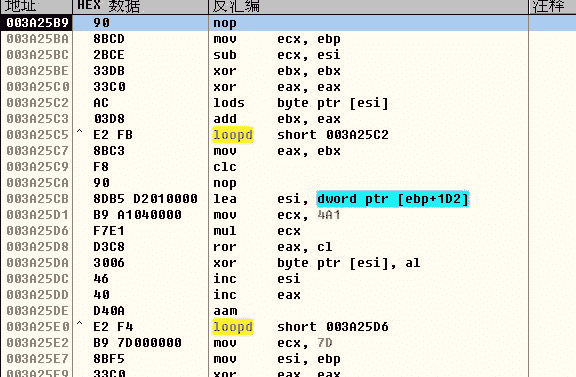 地址 HEX 数据 反汇编 注释
003A25B9 90 nop
003A25BA 8BCD mov ecx, ebp
003A25BC 2BCE sub ecx, esi
003A25BE 33DB xor ebx, ebx
003A25C0 33C0 xor eax, eax
003A25C2 AC lods byte ptr [esi]
003A25C3 03D8 add ebx, eax
003A25C5 ^ E2 FB loopd short 003A25C2
003A25C7 8BC3 mov eax, ebx
003A25C9 F8 clc
003A25CA 90 nop
003A25CB 8DB5 D2010000 lea esi, dword ptr [ebp+1D2]
003A25D1 B9 A1040000 mov ecx, 4A1
003A25D6 F7E1 mul ecx
003A25D8 D3C8 ror eax, cl
003A25DA 3006 xor byte ptr [esi], al
003A25DC 46 inc esi
003A25DD 40 inc eax
003A25DE D40A aam
003A25E0 ^ E2 F4 loopd short 003A25D6
003A25E2 B9 7D000000 mov ecx, 7D
003A25E7 8BF5 mov esi, ebp
003A25E9 33C0 xor eax, eax